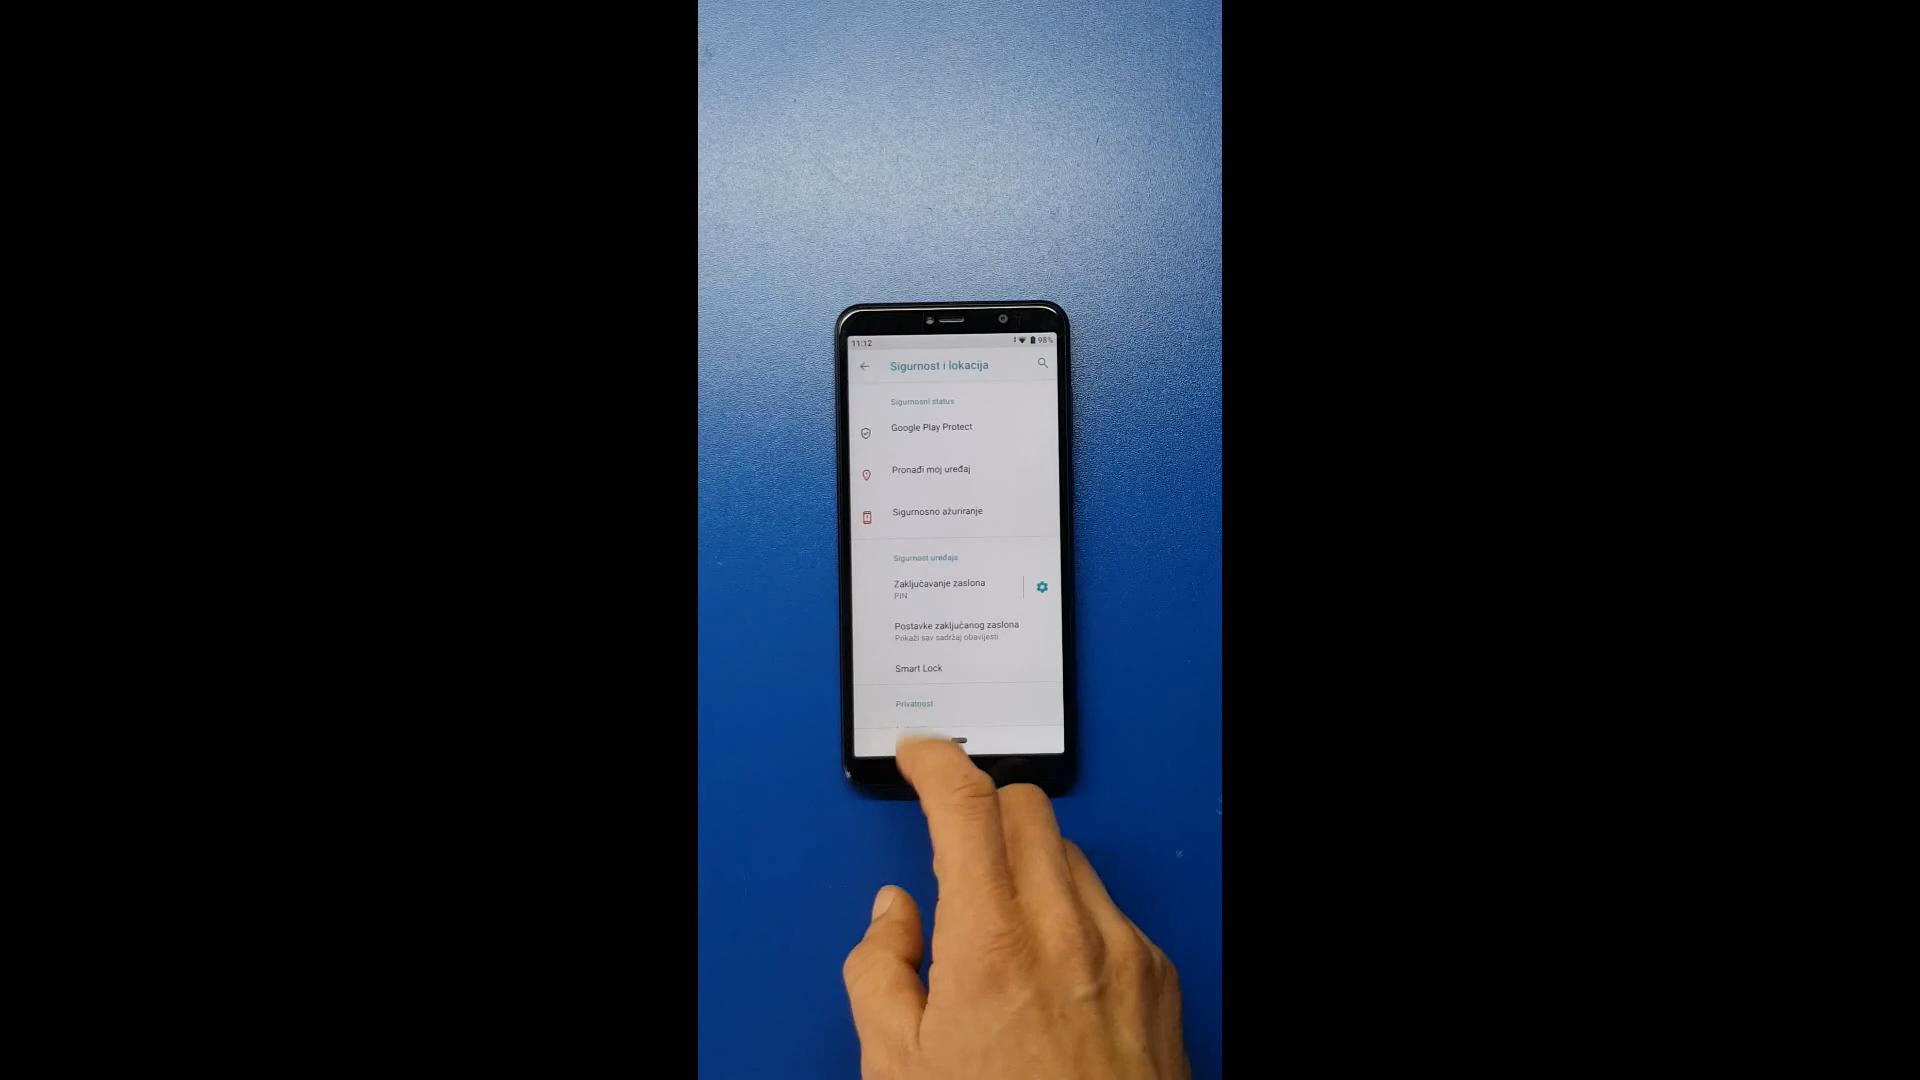 11:12
98%
Sigurnost i lokacija
Sigurnosni status
Google Play Protect
Pronađi moj uređaj
Sigurnosno ažuriranje
Sigurnost uređaja
Zaključavanje zaslona
PIN
Postavke zaključanog zaslona
Prikaži sav sadržaj obavijesti
Smart Lock
Privatnost